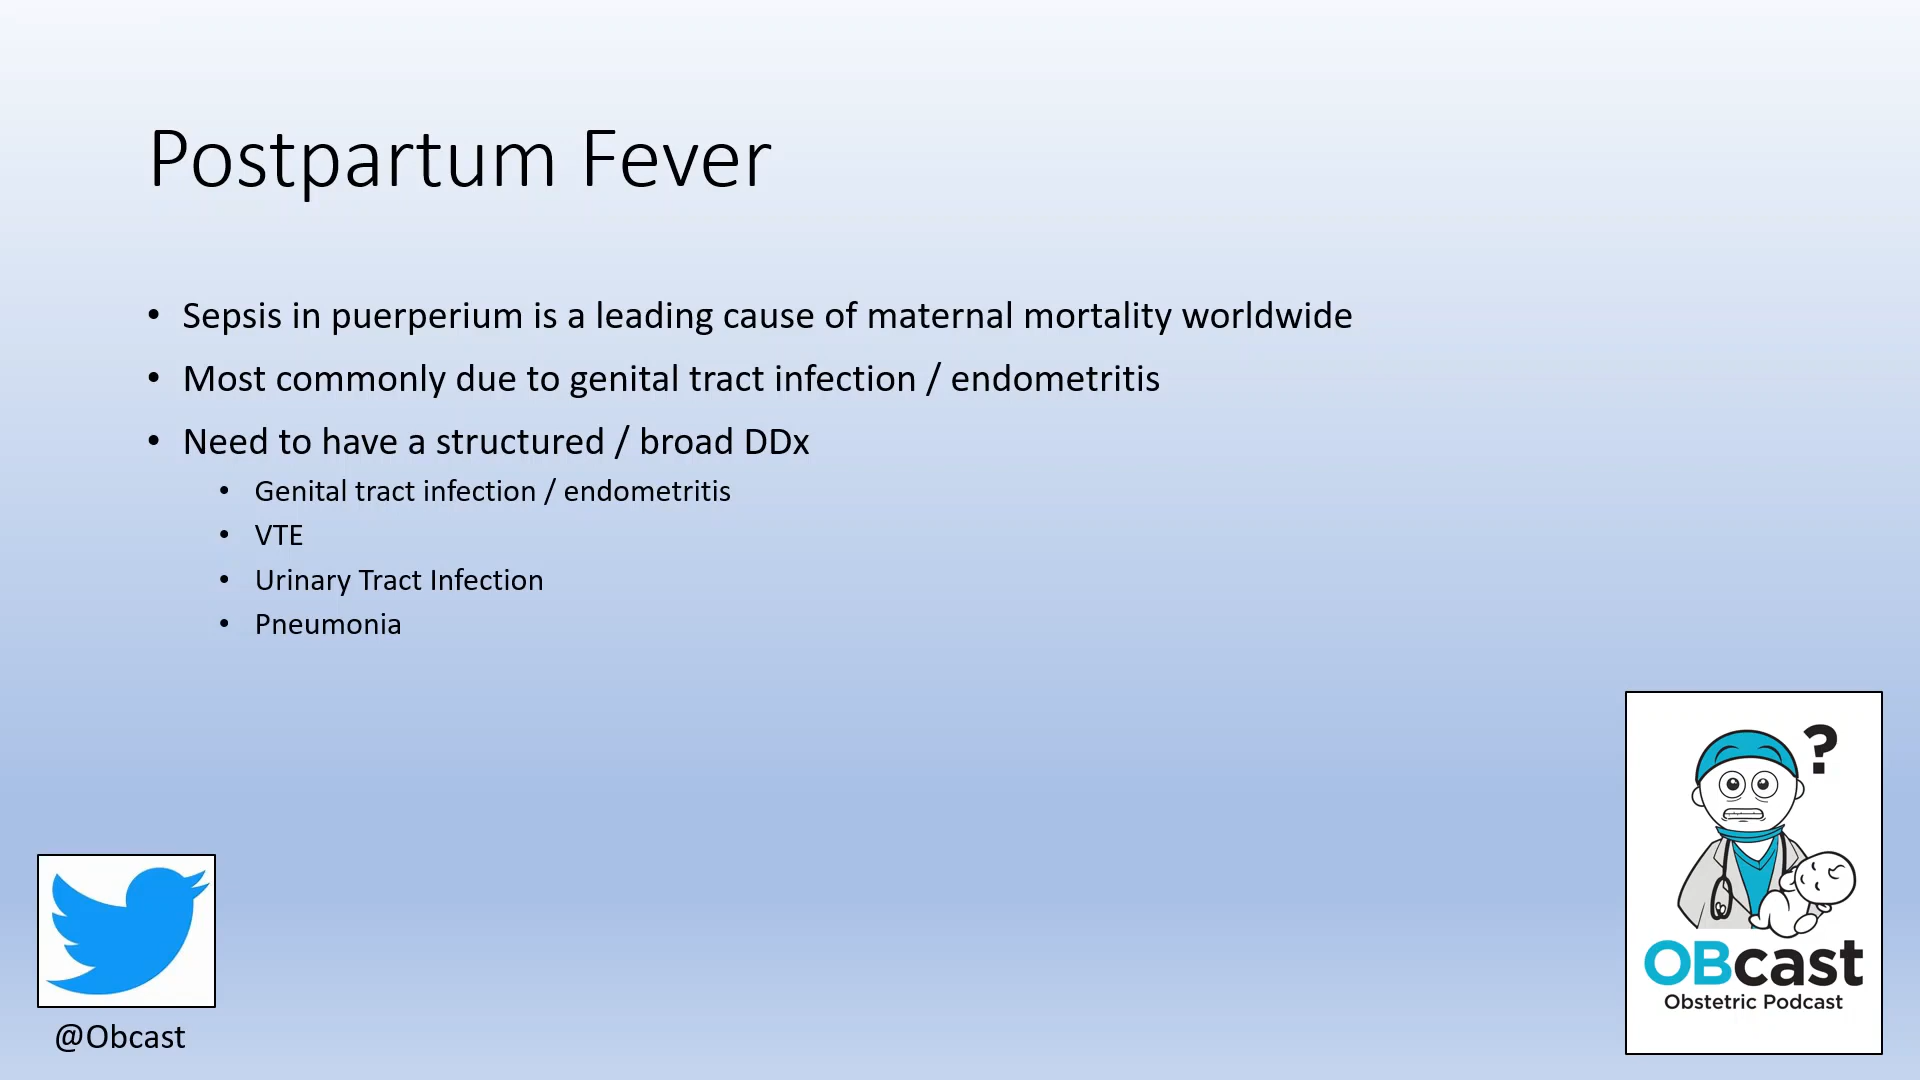 Postpartum Fever
• Sepsis in puerperium is a leading cause of maternal mortality worldwide
• Most commonly due to genital tract infection / endometritis
• Need to have a structured / broad DDx
• Genital tract infection / endometritis
• VTE
• Urinary Tract Infection
• Pneumonia
?
OBcast
Obstetric Podcast
@Obcast